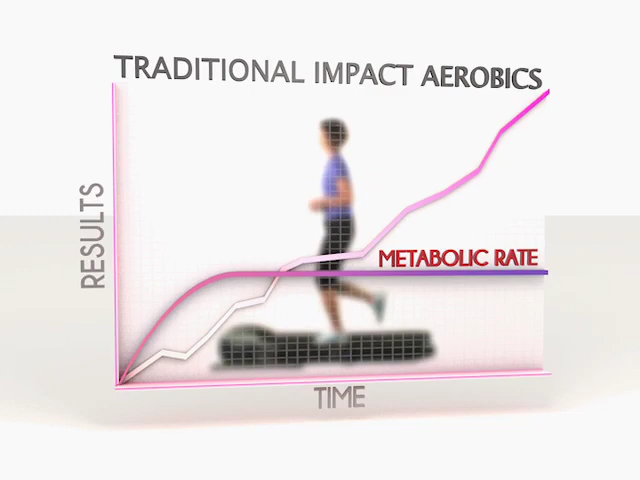 TRADITIONAL IMPACT AEROBICS
RESULTS
METABOLIC RATE
TIME